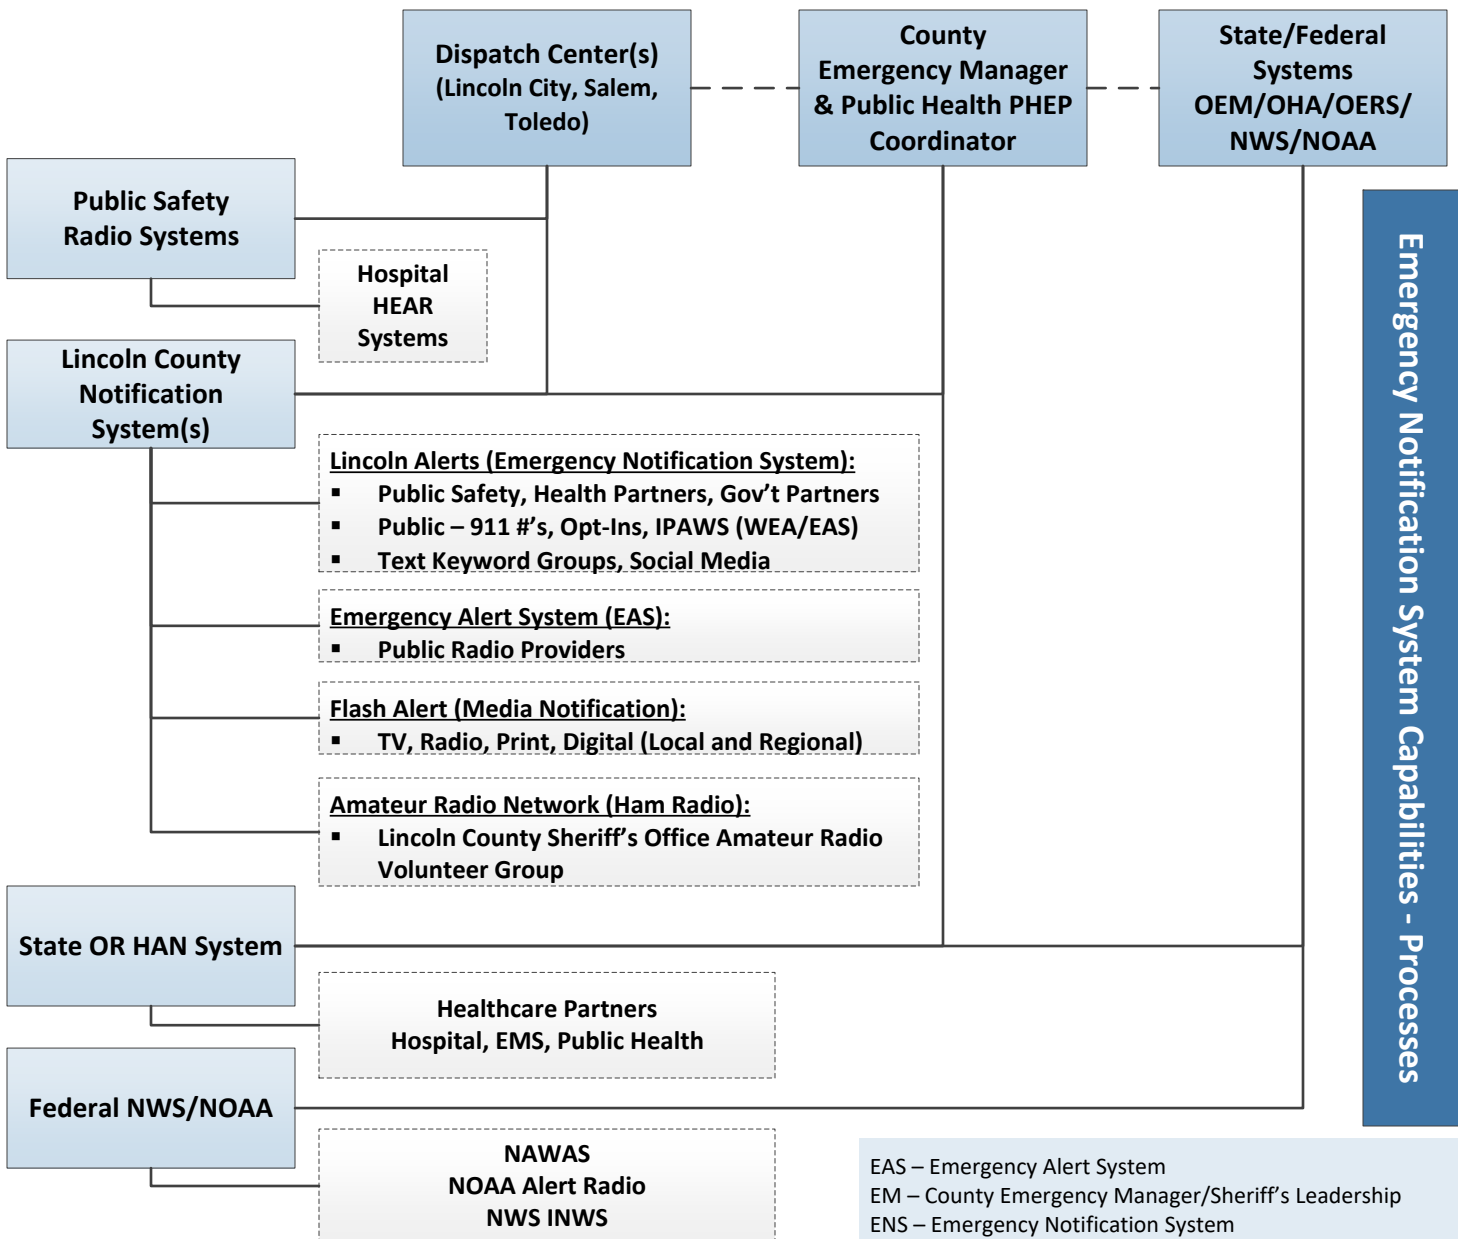 Dispatch Center(s)
(Lincoln City, Salem,
Toledo)
County
Emergency Manager
& Public Health PHEP
Coordinator
State/Federal
Systems
OEM/OHA/OERS/
NWS/NOAA
Public Safety
Radio Systems
Hospital
HEAR
Systems
Lincoln County
Notification
System(s)
Lincoln Alerts (Emergency Notification System):
▪ Public Safety, Health Partners, Gov't Partners
▪ Public – 911 #'s, Opt-Ins, IPAWS (WEA/EAS)
▪ Text Keyword Groups, Social Media
Emergency Alert System (EAS):
▪ Public Radio Providers
Flash Alert (Media Notification):
▪ TV, Radio, Print, Digital (Local and Regional)
Amateur Radio Network (Ham Radio):
▪ Lincoln County Sheriff's Office Amateur Radio
Volunteer Group
State OR HAN System
Healthcare Partners
Hospital, EMS, Public Health
Federal NWS/NOAA
NAWAS
NOAA Alert Radio
NWS INWS
Emergency Notification System Capabilities - Processes
EAS – Emergency Alert System
EM – County Emergency Manager/Sheriff's Leadership
ENS – Emergency Notification System